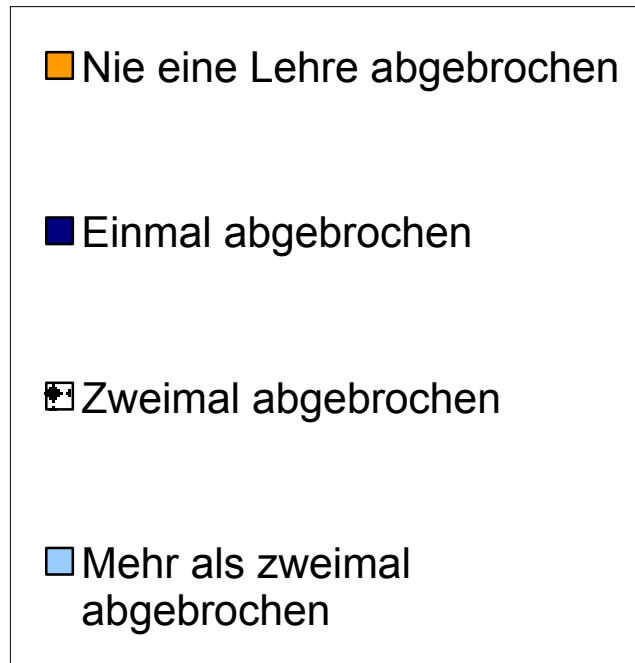 Nie eine Lehre abgebrochen
Einmal abgebrochen
Zweimal abgebrochen
Mehr als zweimal
abgebrochen